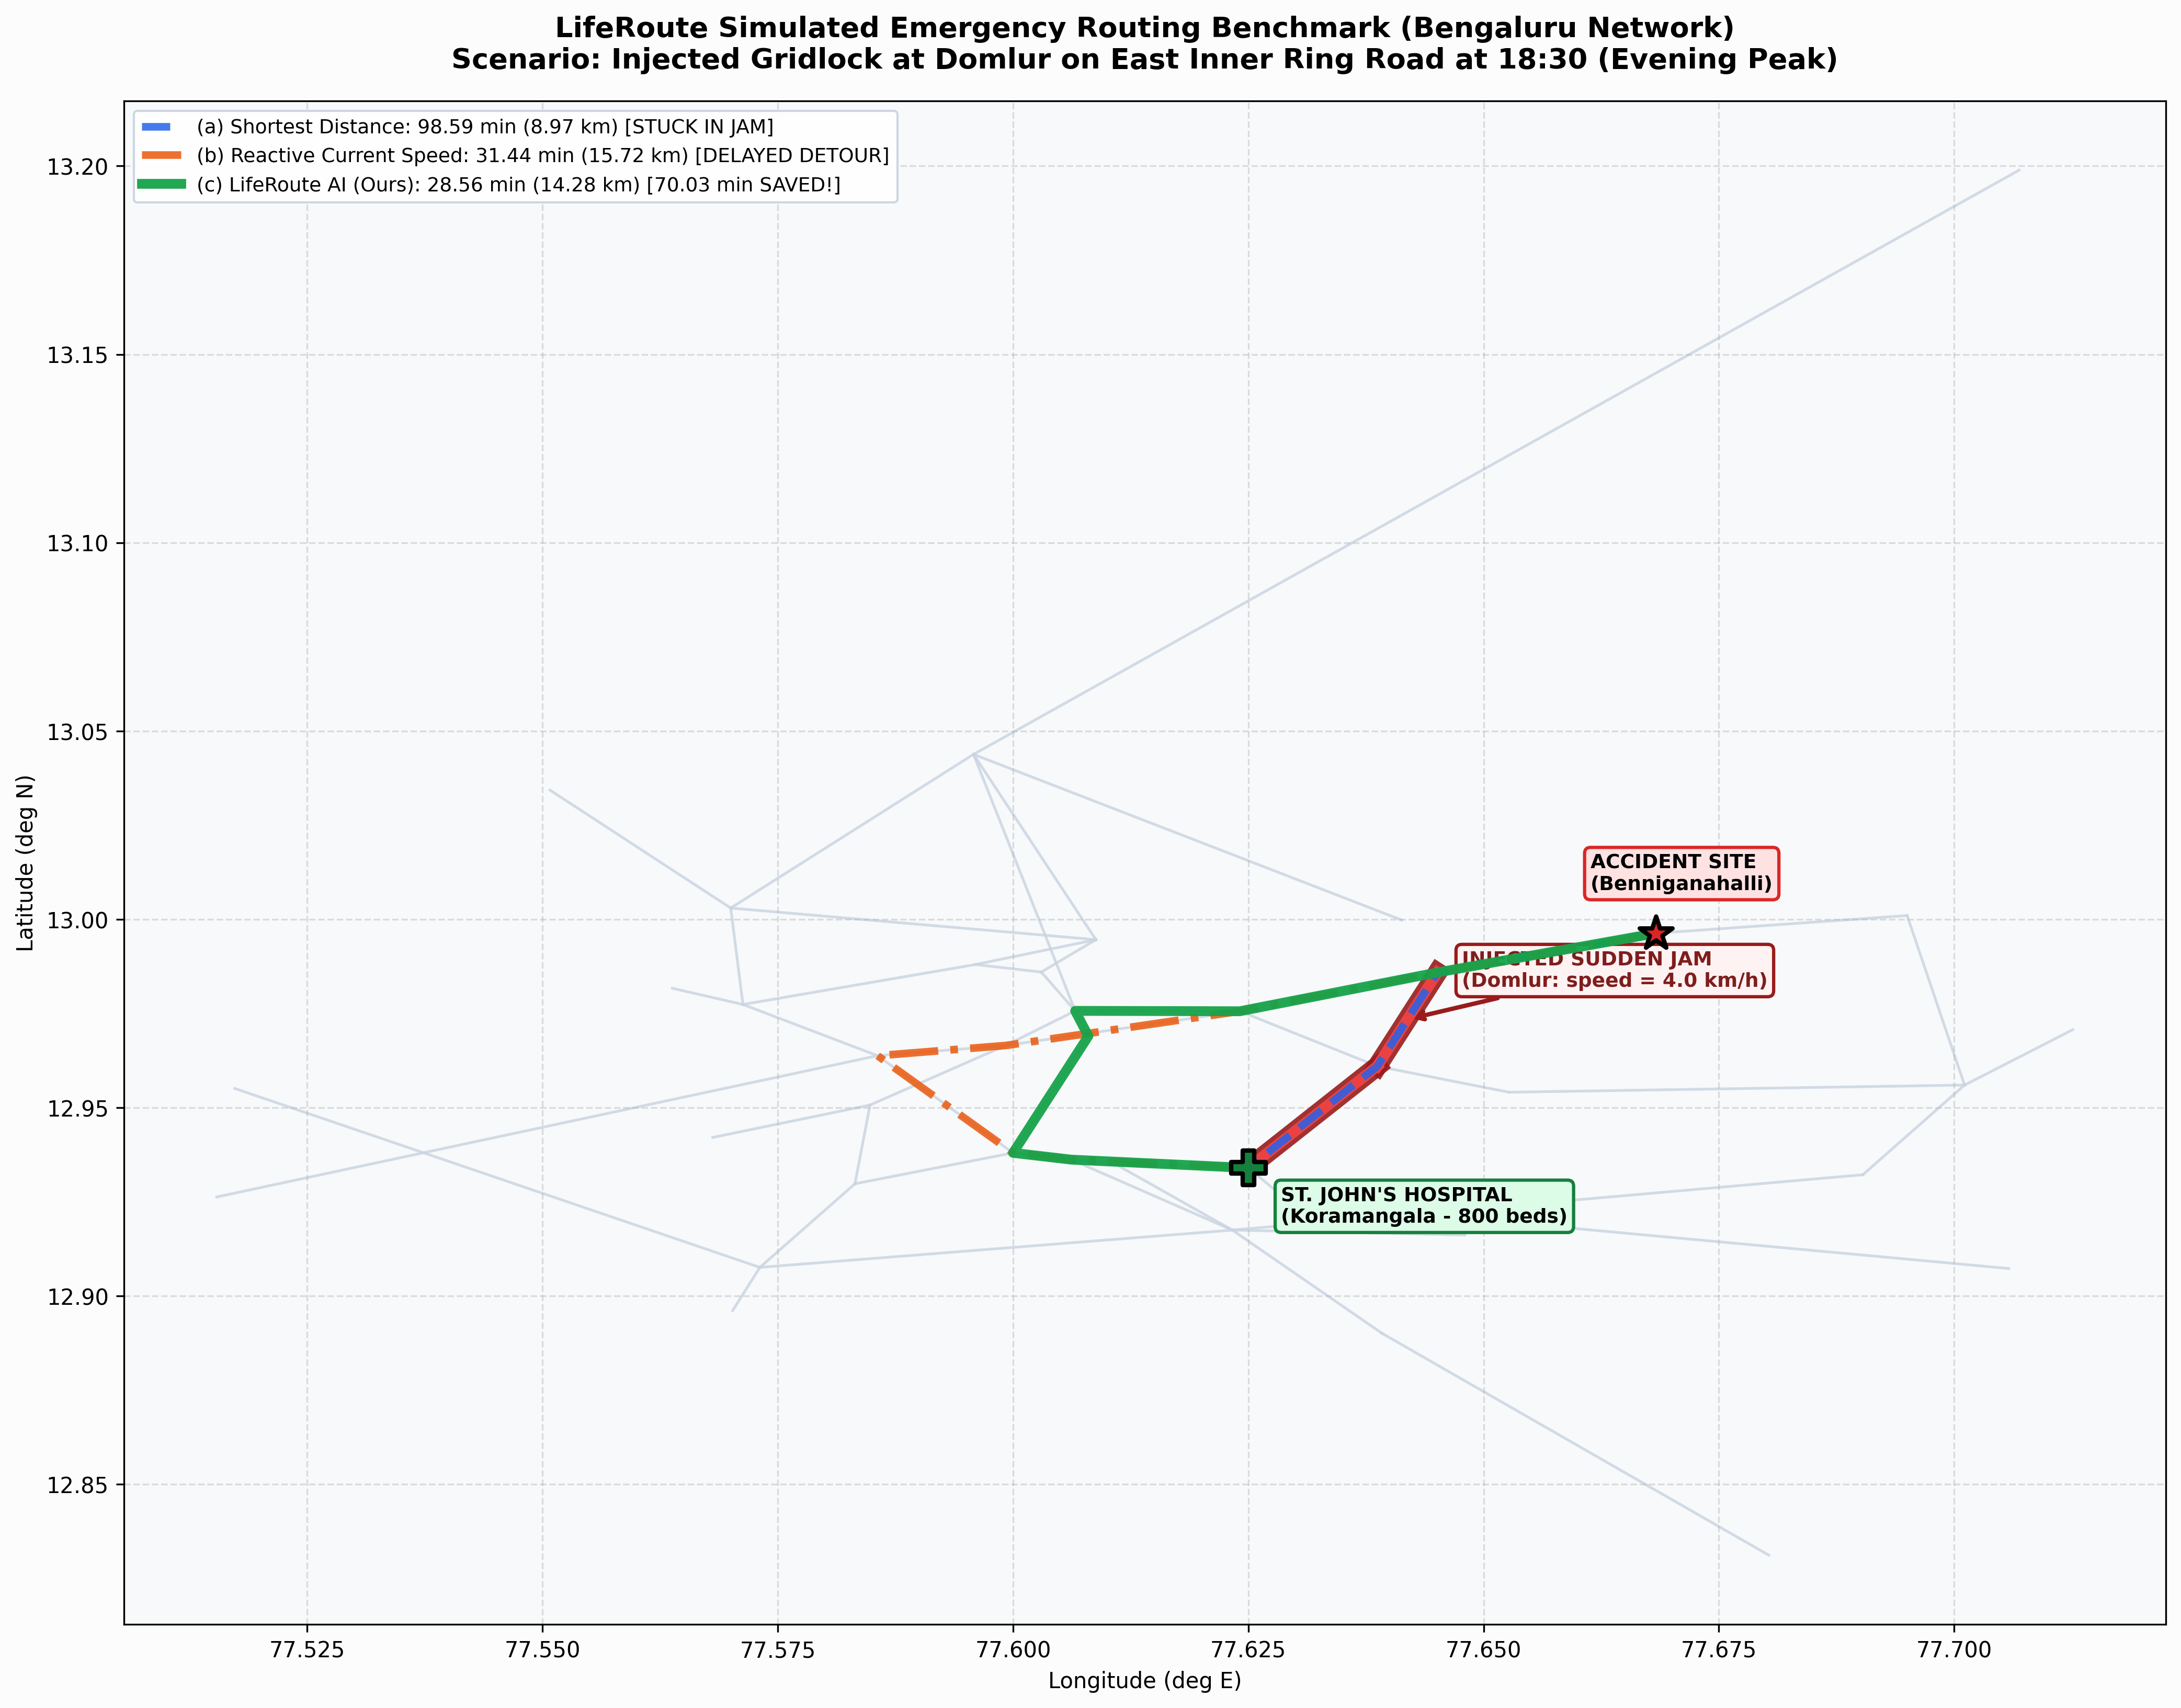 LifeRoute Simulated Emergency Routing Benchmark (Bengaluru Network)
Scenario: Injected Gridlock at Domlur on East Inner Ring Road at 18:30 (Evening Peak)
(a) Shortest Distance: 98.59 min (8.97 km) [STUCK IN JAM]
(b) Reactive Current Speed: 31.44 min (15.72 km) [DELAYED DETOUR]
(c) LifeRoute AI (Ours): 28.56 min (14.28 km) [70.03 min SAVED!]
13.20
13.15
13.10
13.05
13.00
12.95
12.90
12.85
Latitude (deg N)
ACCIDENT SITE
(Benniganahalli)
INJECTED SUDDEN JAM
(Domlur: speed = 4.0 km/h)
ST. JOHN'S HOSPITAL
(Koramangala - 800 beds)
77.525
77.550
77.575
77.600
77.625
77.650
77.675
77.700
Longitude (deg E)